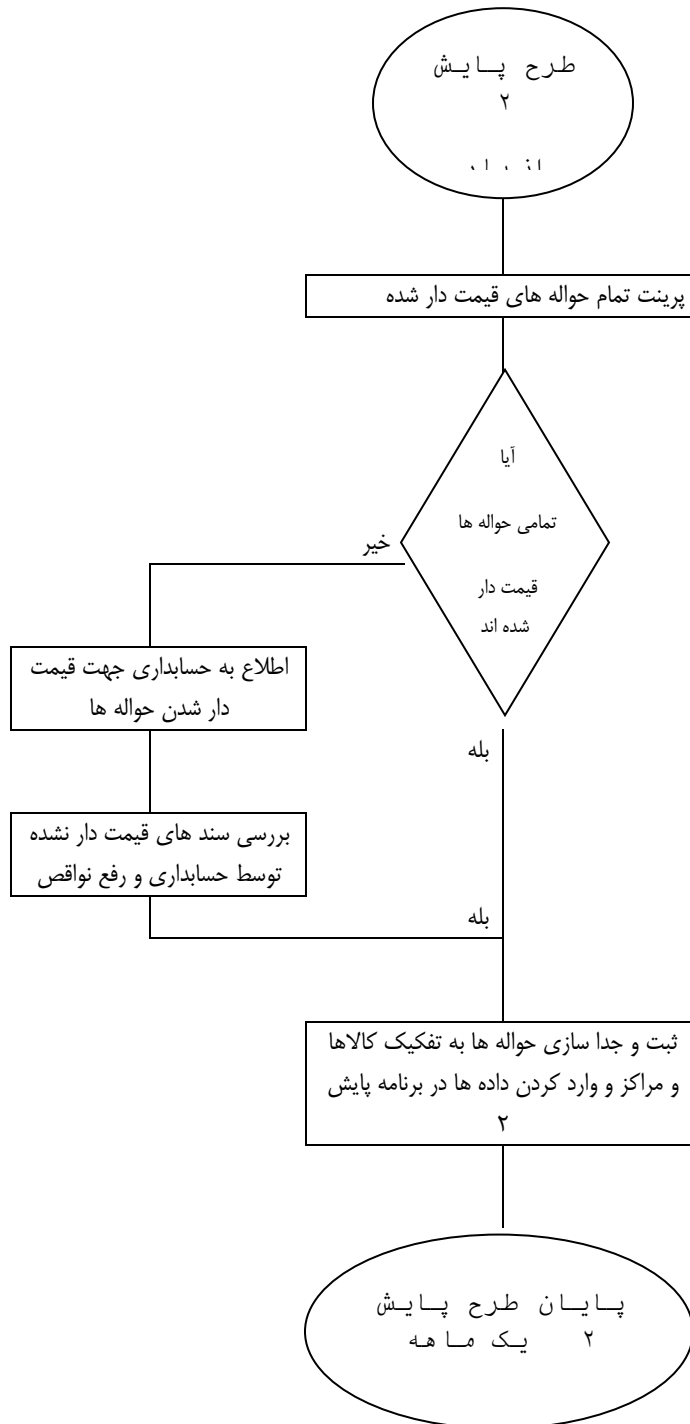 طرح پایش
۲
پرینت تمام حواله های قیمت دار شده
آیا
تمامی حواله ها
قیمت دار
شده اند
خیر
اطلاع به حسابداری جهت قیمت
دار شدن حواله ها
بله
بررسی سند های قیمت دار نشده
توسط حسابداری و رفع نواقص
بله
ثبت و جدا سازی حواله ها به تفکیک کالاها
و مراکز و وارد کردن داده ها در برنامه پایش
۲
پایان طرح پایش
۲ یک ماهه